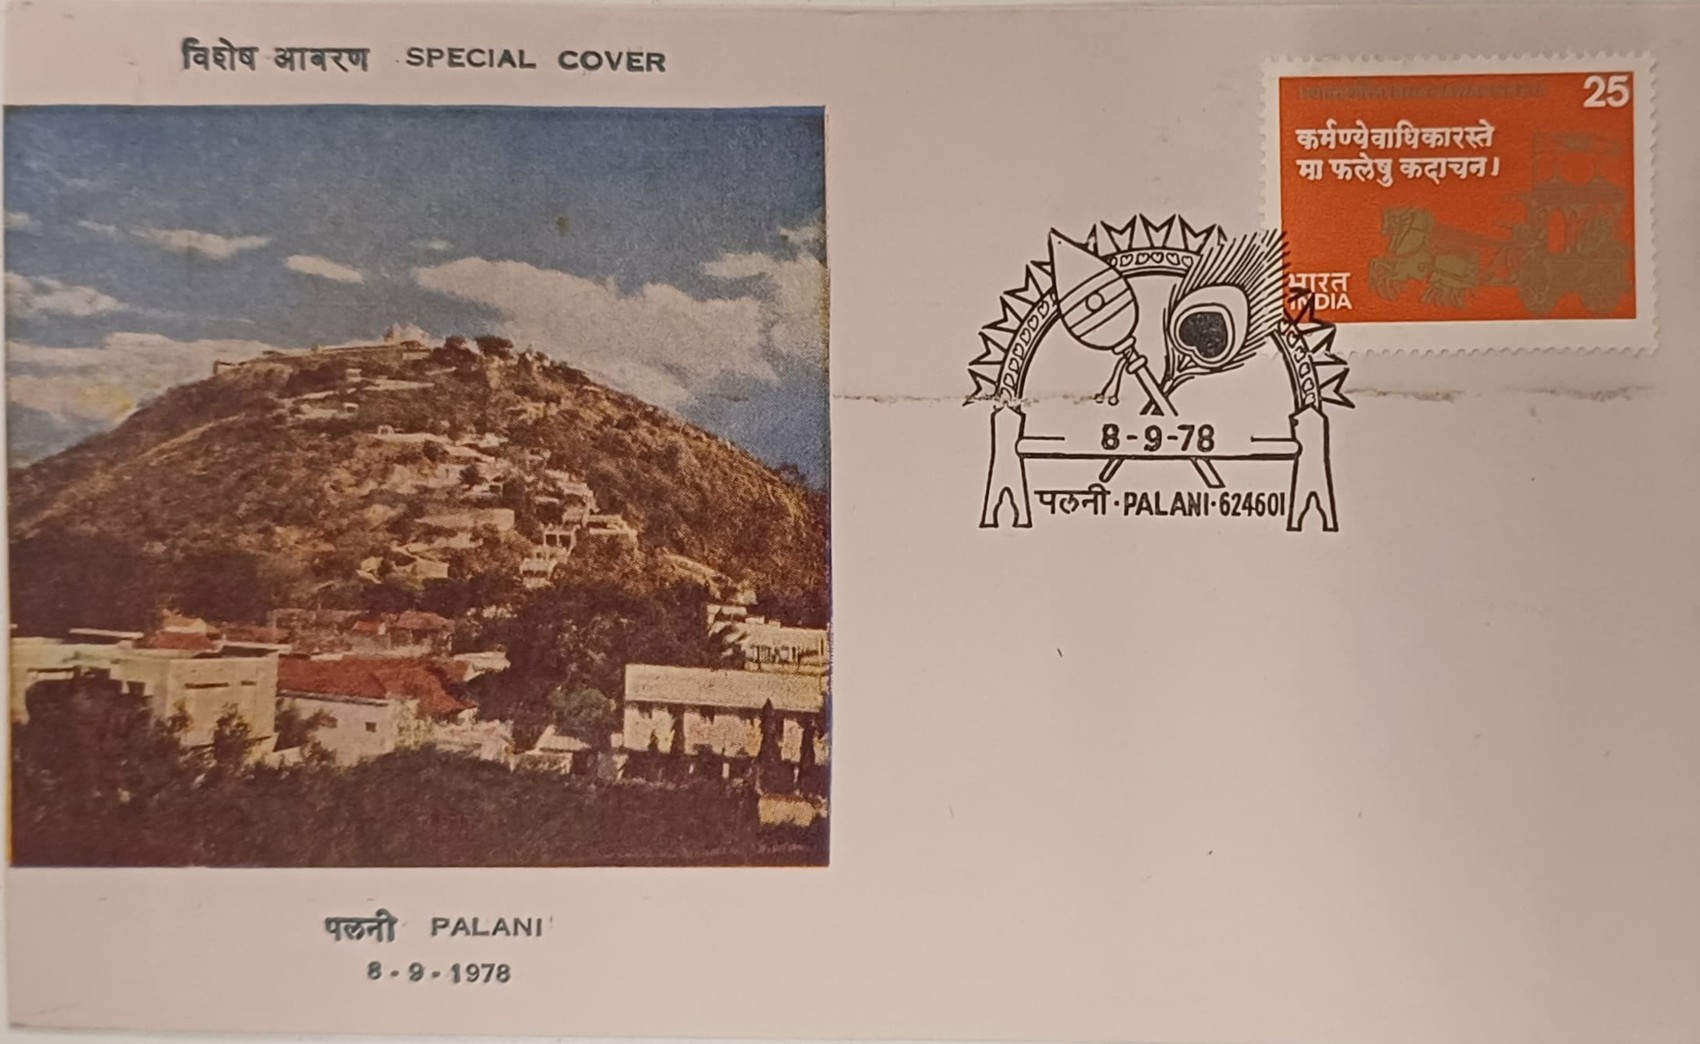 विशेष आवरण SPECIAL COVER
25
कर्मण्येवाधिकारस्ते
मा फलेषु कदाचन।
भारत
INDIA
8-9-78
पलनी · PALANI · 624601
पलनी PALANI
8-9-1978